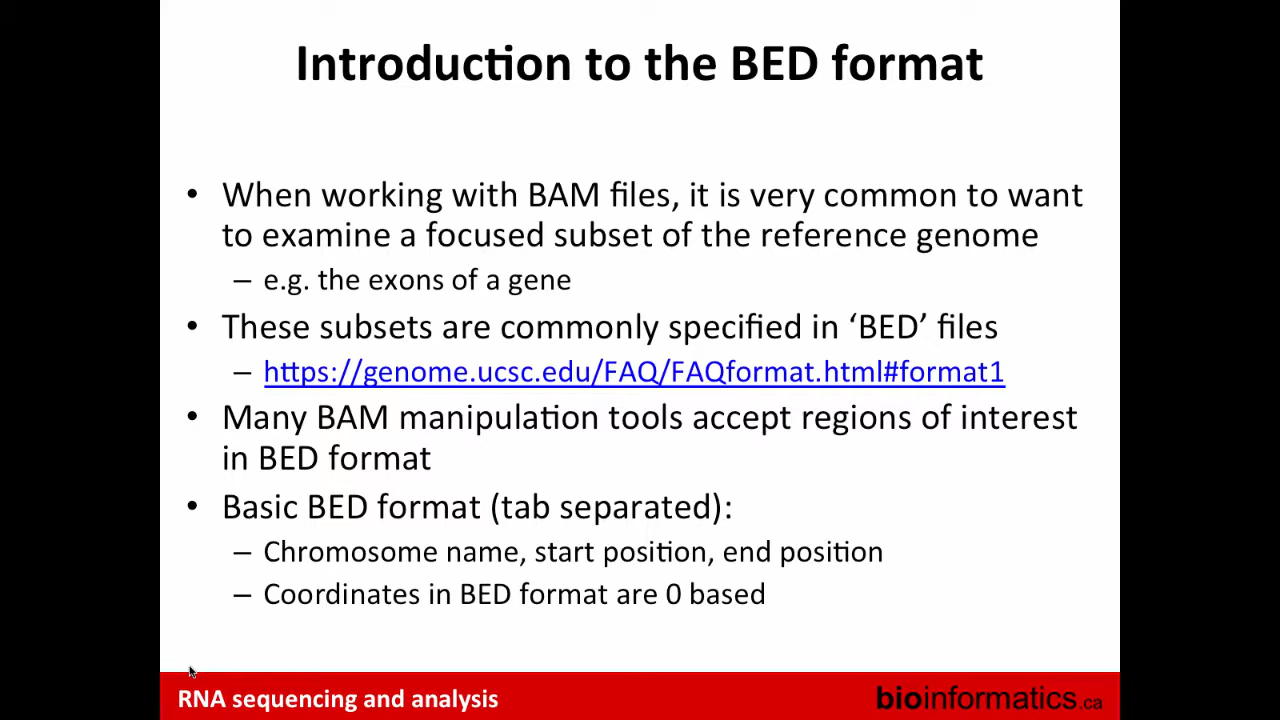 Introduction to the BED format
• When working with BAM files, it is very common to want
to examine a focused subset of the reference genome
– e.g. the exons of a gene
• These subsets are commonly specified in ‘BED’ files
– https://genome.ucsc.edu/FAQ/FAQformat.html#format1
• Many BAM manipulation tools accept regions of interest
in BED format
• Basic BED format (tab separated):
– Chromosome name, start position, end position
– Coordinates in BED format are 0 based
RNA sequencing and analysis
bioinformatics.ca